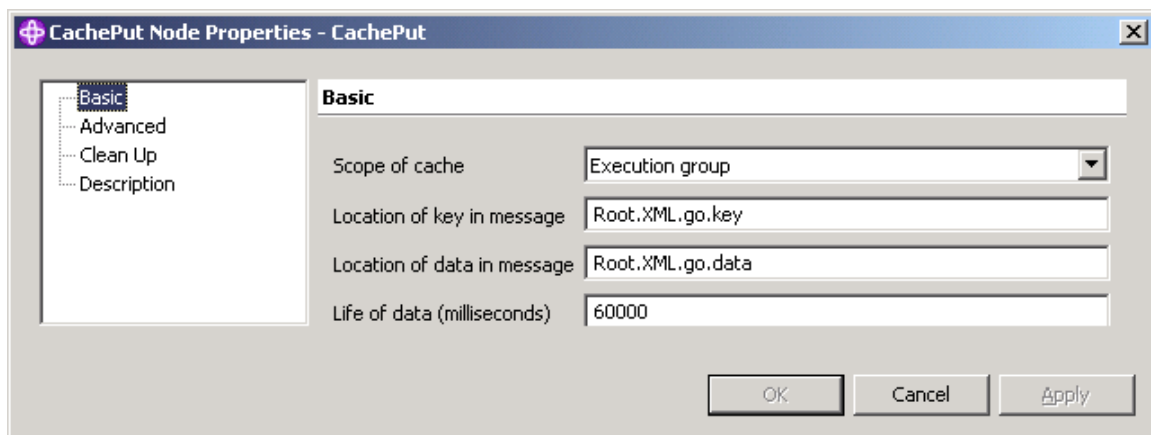 CachePut Node Properties - CachePut
Basic
Advanced
Clean Up
Description
Basic
Scope of cache Execution group
Location of key in message Root.XML.go.key
Location of data in message Root.XML.go.data
Life of data (milliseconds) 60000
OK Cancel Apply